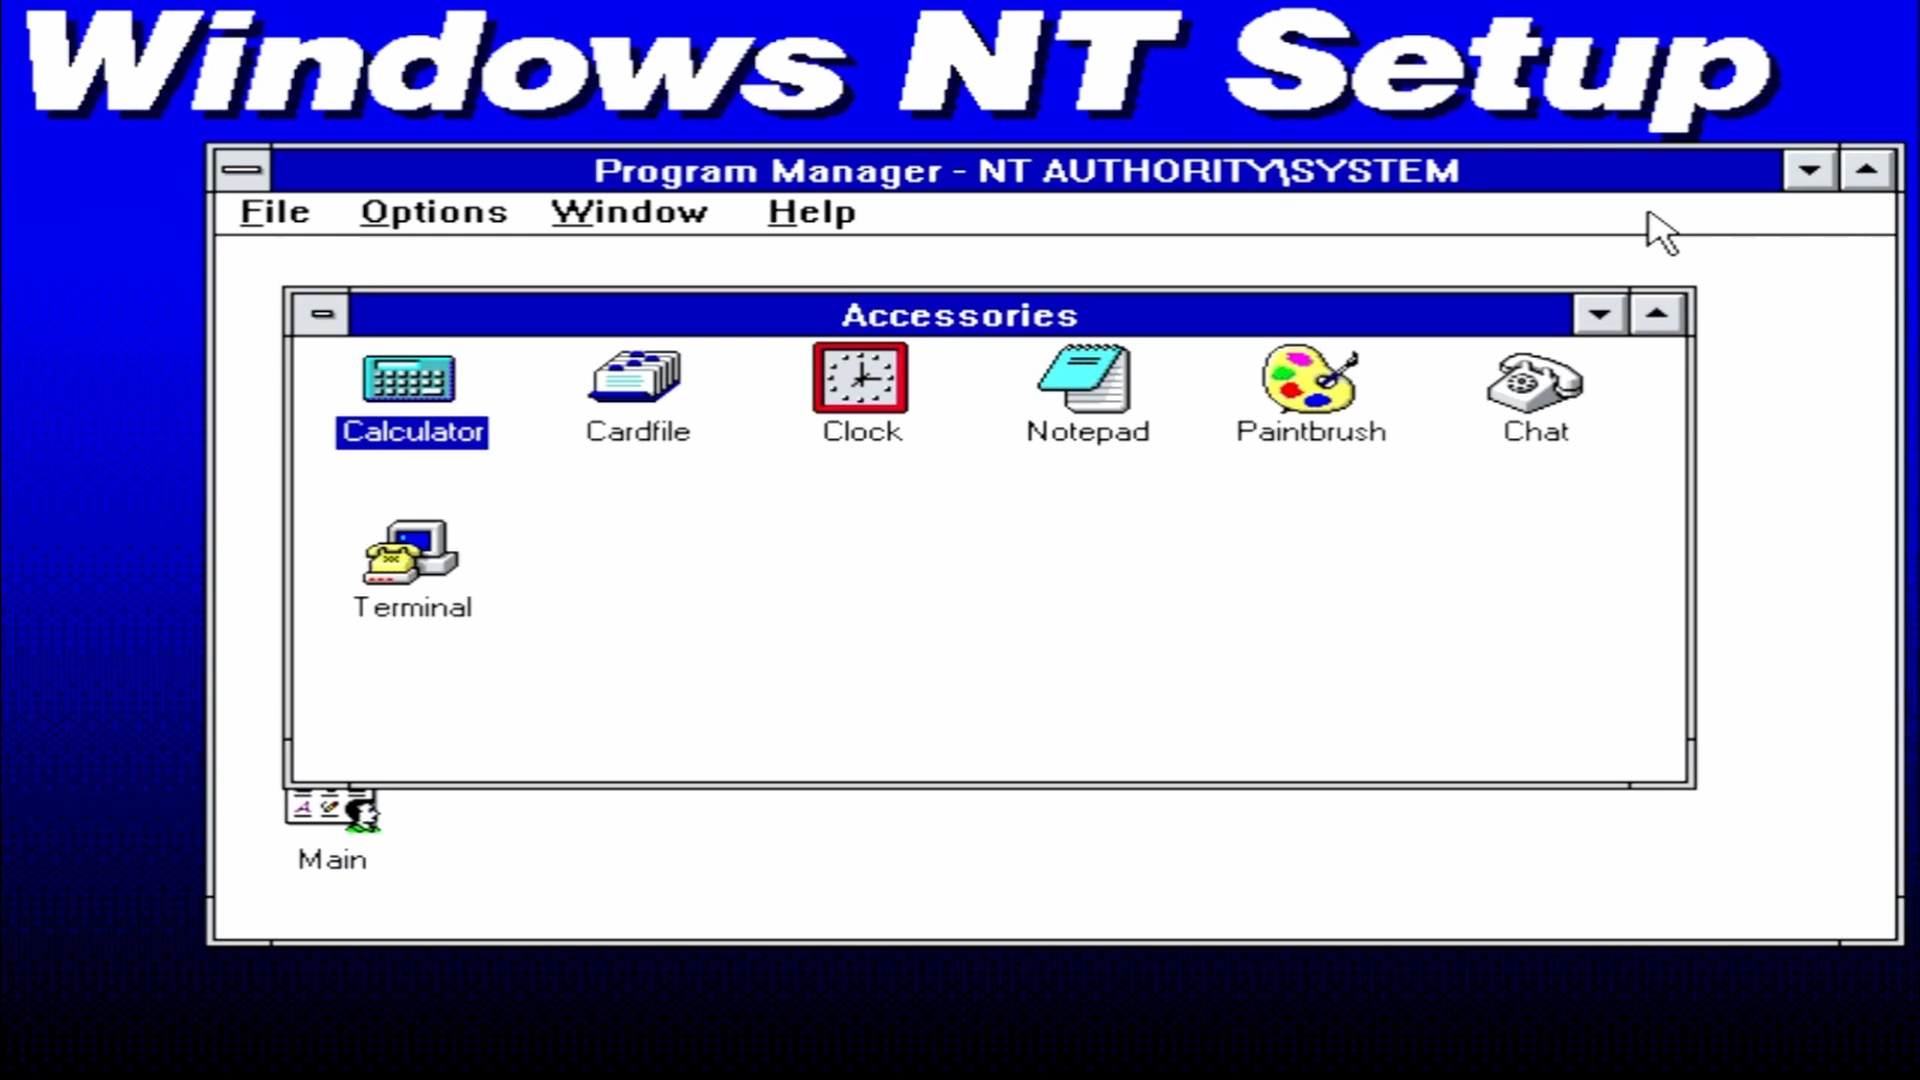 Windows NT Setup
Program Manager - NT AUTHORITY\SYSTEM
File Options Window Help
Accessories
Calculator Cardfile Clock Notepad Paintbrush Chat
Terminal
Main